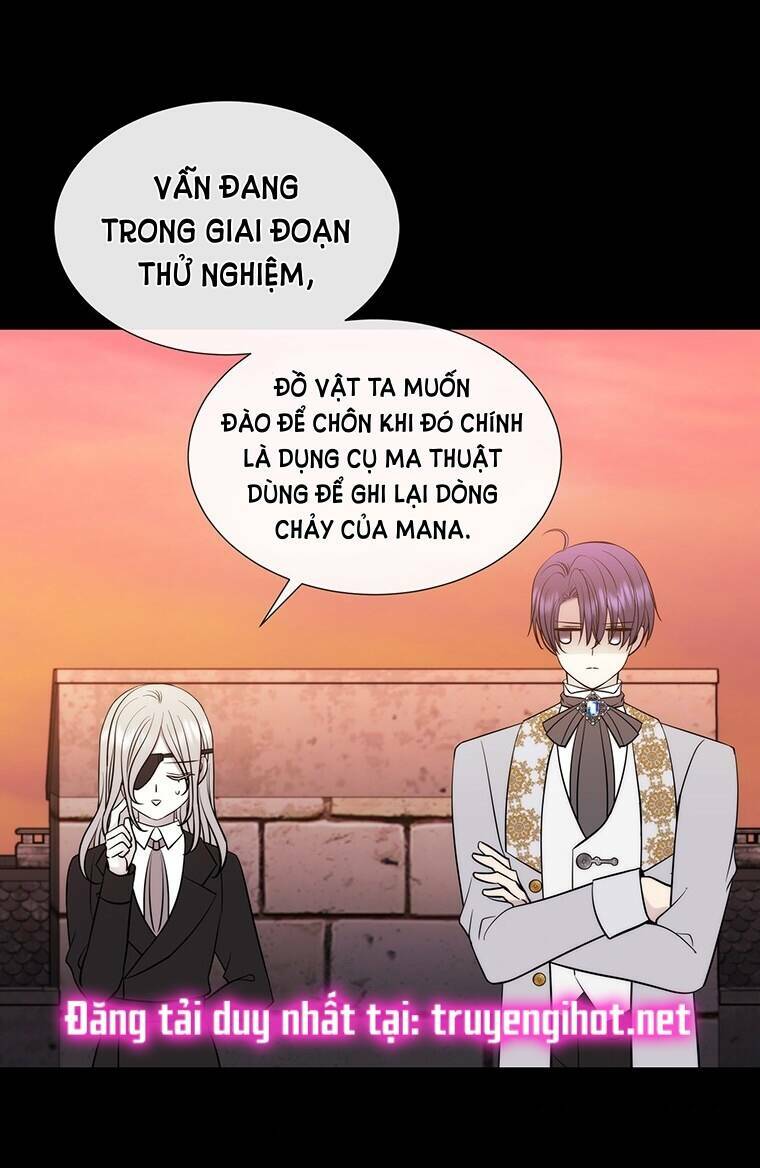 VẪN ĐANG
TRONG GIAI ĐOẠN
THỬ NGHIỆM,
ĐỒ VẬT TA MUỐN
ĐÀO ĐỂ CHÔN KHI ĐÓ CHÍNH
LÀ DỤNG CỤ MA THUẬT
DÙNG ĐỂ GHI LẠI DÒNG
CHẢY CỦA MANA.
Đăng tải duy nhất tại: truyengihot.net